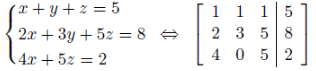 x + y + z = 5 ⇔ 1 1 1 | 5
2x + 3y + 5z = 8 2 3 5 | 8
4x + 5z = 2 4 0 5 | 2